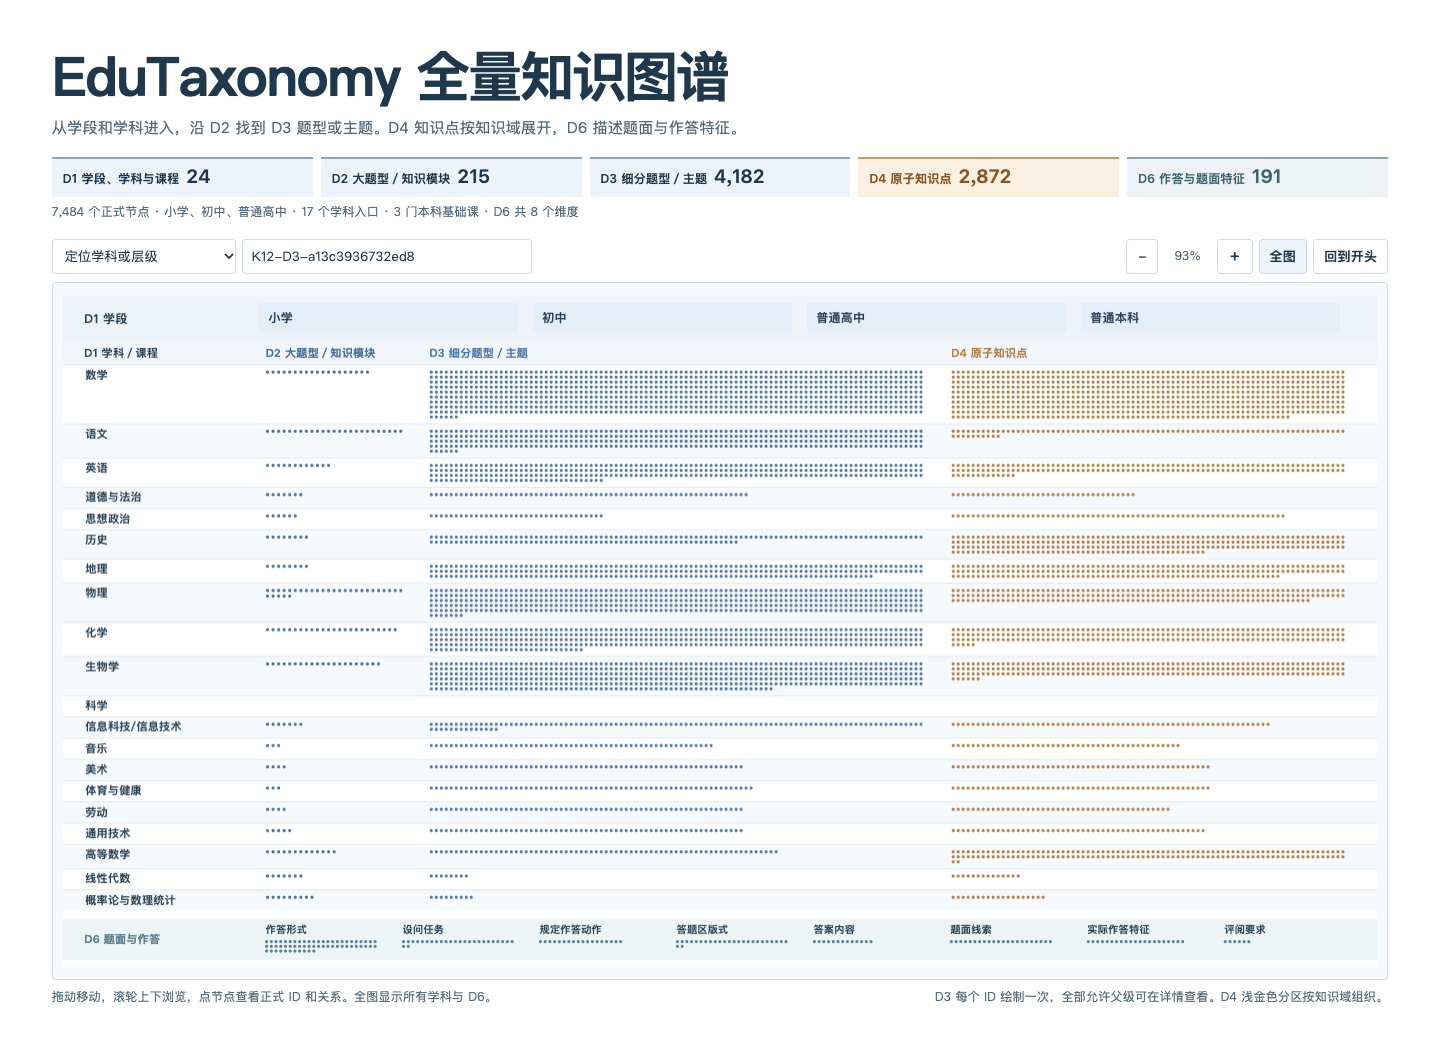 EduTaxonomy 全量知识图谱
从学段和学科进入，沿 D2 找到 D3 题型或主题。D4 知识点按知识域展开，D6 描述题面与作答特征。
D1 学段、学科与课程 24
D2 大题型 / 知识模块 215
D3 细分题型 / 主题 4,182
D4 原子知识点 2,872
D6 作答与题面特征 191
7,484 个正式节点 · 小学、初中、普通高中 · 17 个学科入口 · 3 门本科基础课 · D6 共 8 个维度
定位学科或层级
K12-D3-a13c3936732ed8
− 93% + 全图 回到开头
D1 学段 小学 初中 普通高中 普通本科
D1 学科 / 课程 D2 大题型 / 知识模块 D3 细分题型 / 主题 D4 原子知识点
数学
语文
英语
道德与法治
思想政治
历史
地理
物理
化学
生物学
科学
信息科技/信息技术
音乐
美术
体育与健康
劳动
通用技术
高等数学
线性代数
概率论与数理统计
D6 题面与作答 作答形式 设问任务 规定作答动作 答题区版式 答案内容 题面线索 实际作答特征 评阅要求
拖动移动，滚轮上下浏览，点节点查看正式 ID 和关系。全图显示所有学科与 D6。
D3 每个 ID 绘制一次，全部允许父级可在详情查看。D4 浅金色分区按知识域组织。